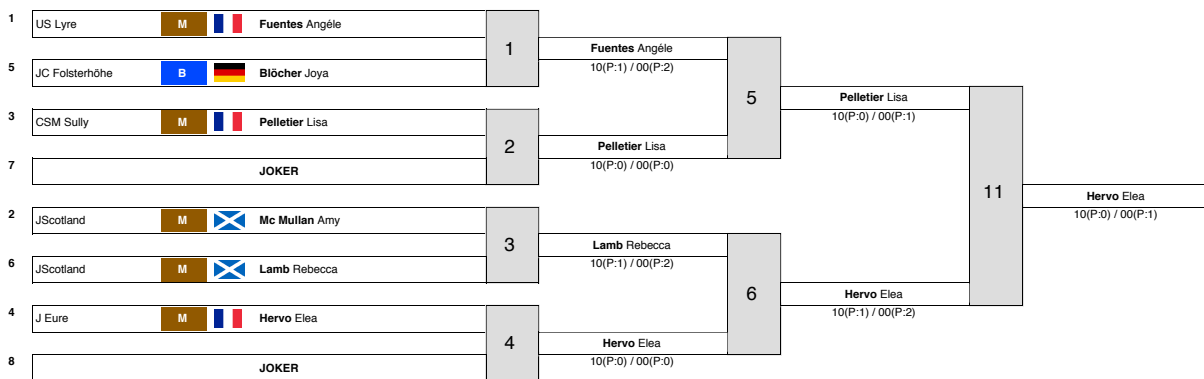 1 US Lyre M Fuentes Angéle
1
Fuentes Angéle
10(P:1) / 00(P:2)
5 JC Folsterhöhe B Blöcher Joya
5
Pelletier Lisa
10(P:0) / 00(P:1)
3 CSM Sully M Pelletier Lisa
2
Pelletier Lisa
10(P:0) / 00(P:0)
7 JOKER
11
Hervo Elea
10(P:0) / 00(P:1)
2 JScotland M Mc Mullan Amy
3
Lamb Rebecca
10(P:1) / 00(P:2)
6 JScotland M Lamb Rebecca
6
Hervo Elea
10(P:1) / 00(P:2)
4 J Eure M Hervo Elea
4
Hervo Elea
10(P:0) / 00(P:0)
8 JOKER